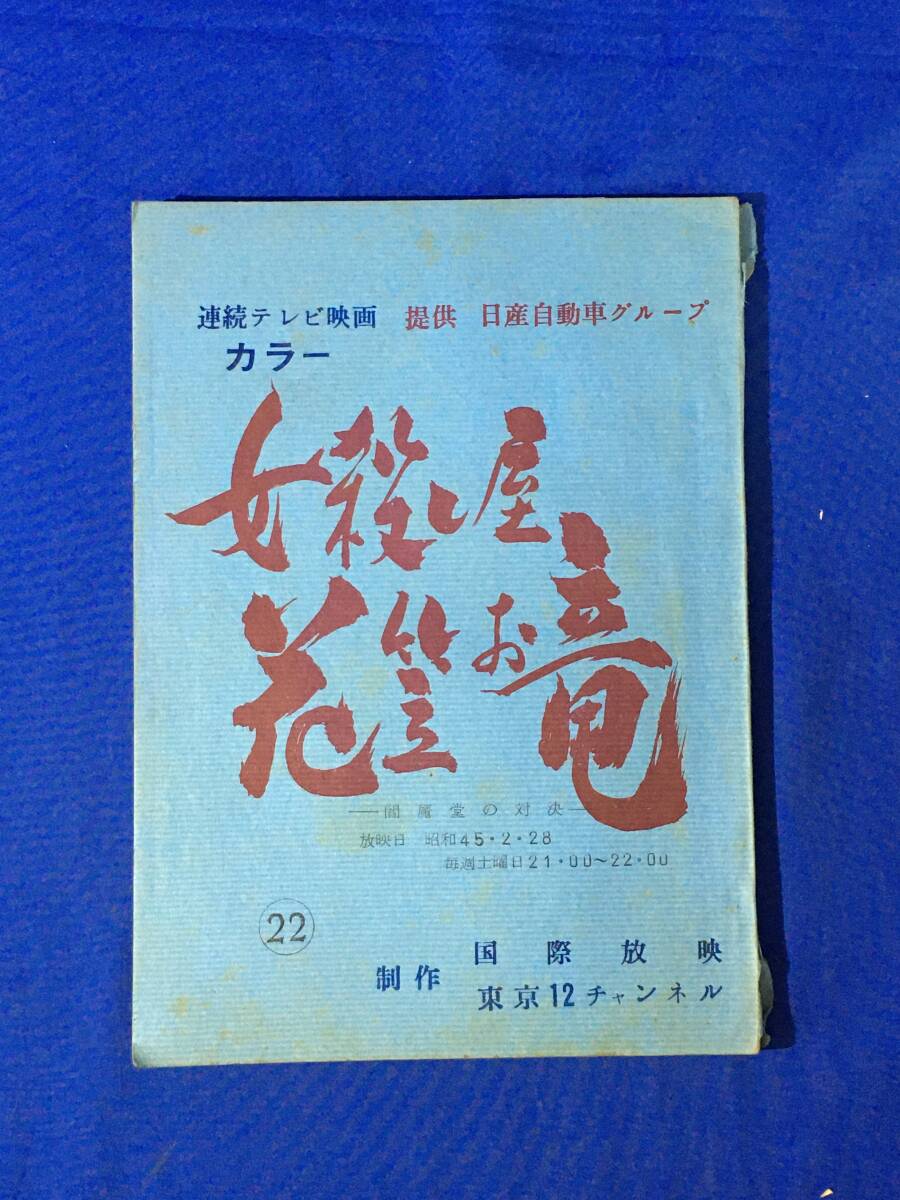 連続テレビ映画　提供　日産自動車グループ
カラー
女殺し屋
花笠お竜
――閻魔堂の対決――
放映日　昭和45・2・28
毎週土曜日21・00～22・00
22
制作　国際放映
東京12チャンネル